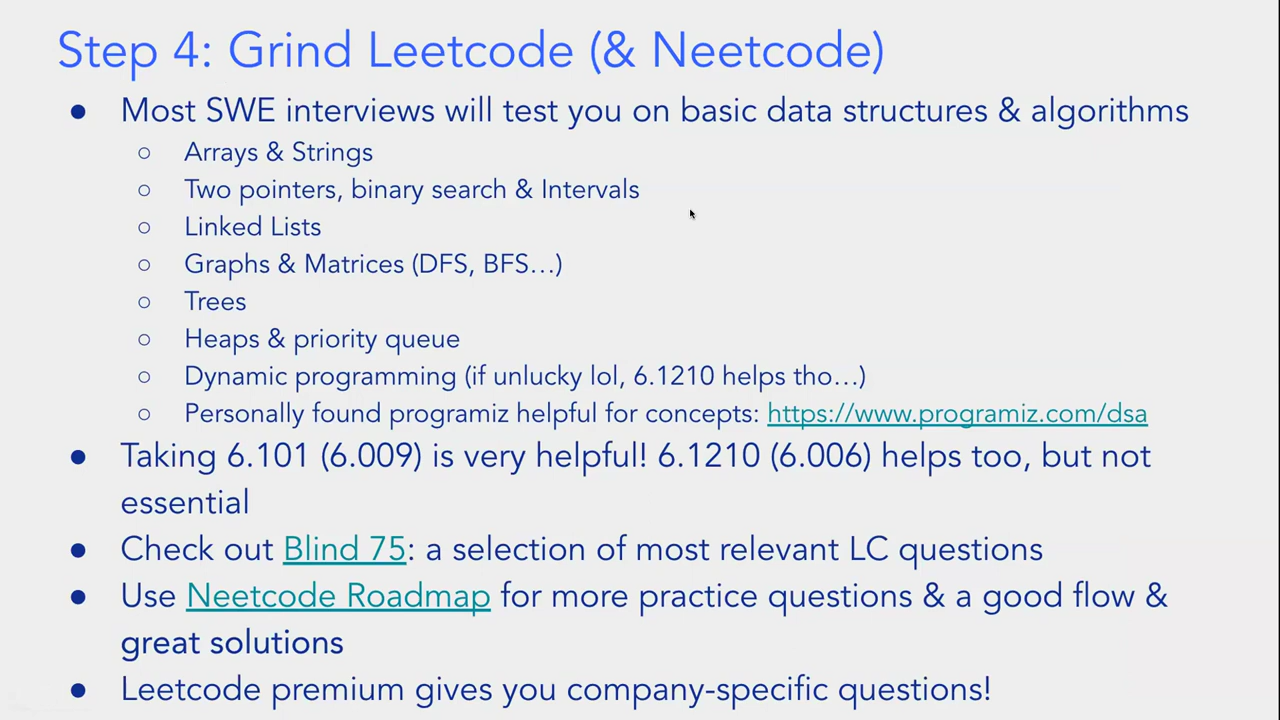 Step 4: Grind Leetcode (& Neetcode)
● Most SWE interviews will test you on basic data structures & algorithms
○ Arrays & Strings
○ Two pointers, binary search & Intervals
○ Linked Lists
○ Graphs & Matrices (DFS, BFS…)
○ Trees
○ Heaps & priority queue
○ Dynamic programming (if unlucky lol, 6.1210 helps tho…)
○ Personally found programiz helpful for concepts: https://www.programiz.com/dsa
● Taking 6.101 (6.009) is very helpful! 6.1210 (6.006) helps too, but not
essential
● Check out Blind 75: a selection of most relevant LC questions
● Use Neetcode Roadmap for more practice questions & a good flow &
great solutions
● Leetcode premium gives you company-specific questions!